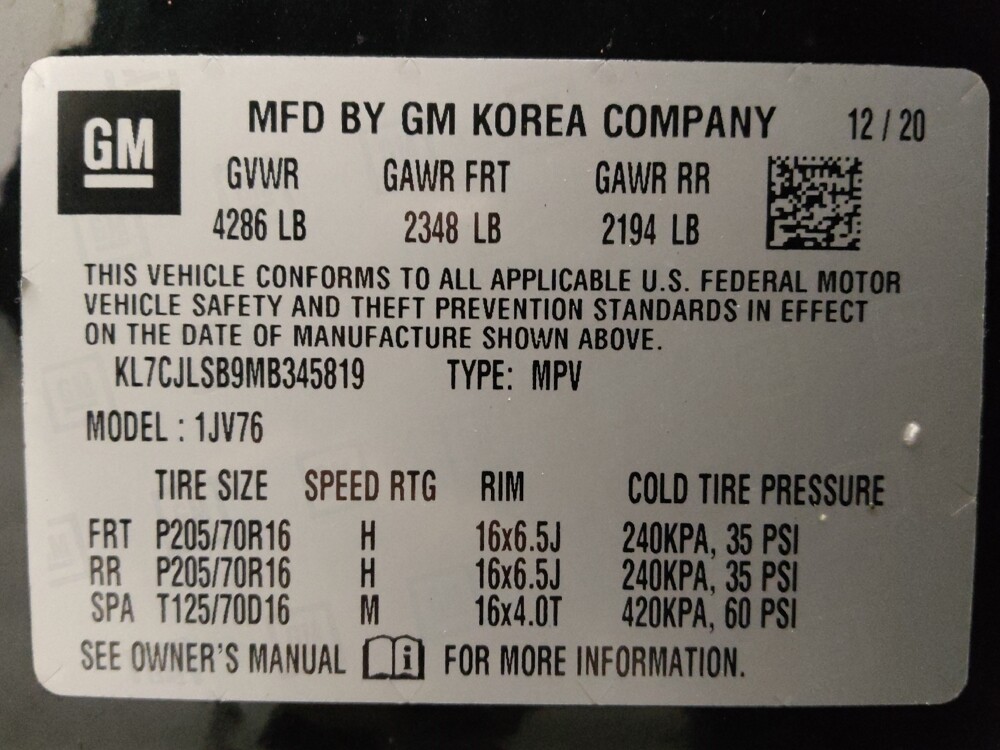 GM
MFD BY GM KOREA COMPANY 12 / 20
GVWR GAWR FRT GAWR RR
4286 LB 2348 LB 2194 LB
THIS VEHICLE CONFORMS TO ALL APPLICABLE U.S. FEDERAL MOTOR
VEHICLE SAFETY AND THEFT PREVENTION STANDARDS IN EFFECT
ON THE DATE OF MANUFACTURE SHOWN ABOVE.
KL7CJLSB9MB345819 TYPE: MPV
MODEL : 1JV76
TIRE SIZE SPEED RTG RIM COLD TIRE PRESSURE
FRT P205/70R16 H 16x6.5J 240KPA, 35 PSI
RR P205/70R16 H 16x6.5J 240KPA, 35 PSI
SPA T125/70D16 M 16x4.0T 420KPA, 60 PSI
SEE OWNER'S MANUAL i FOR MORE INFORMATION.